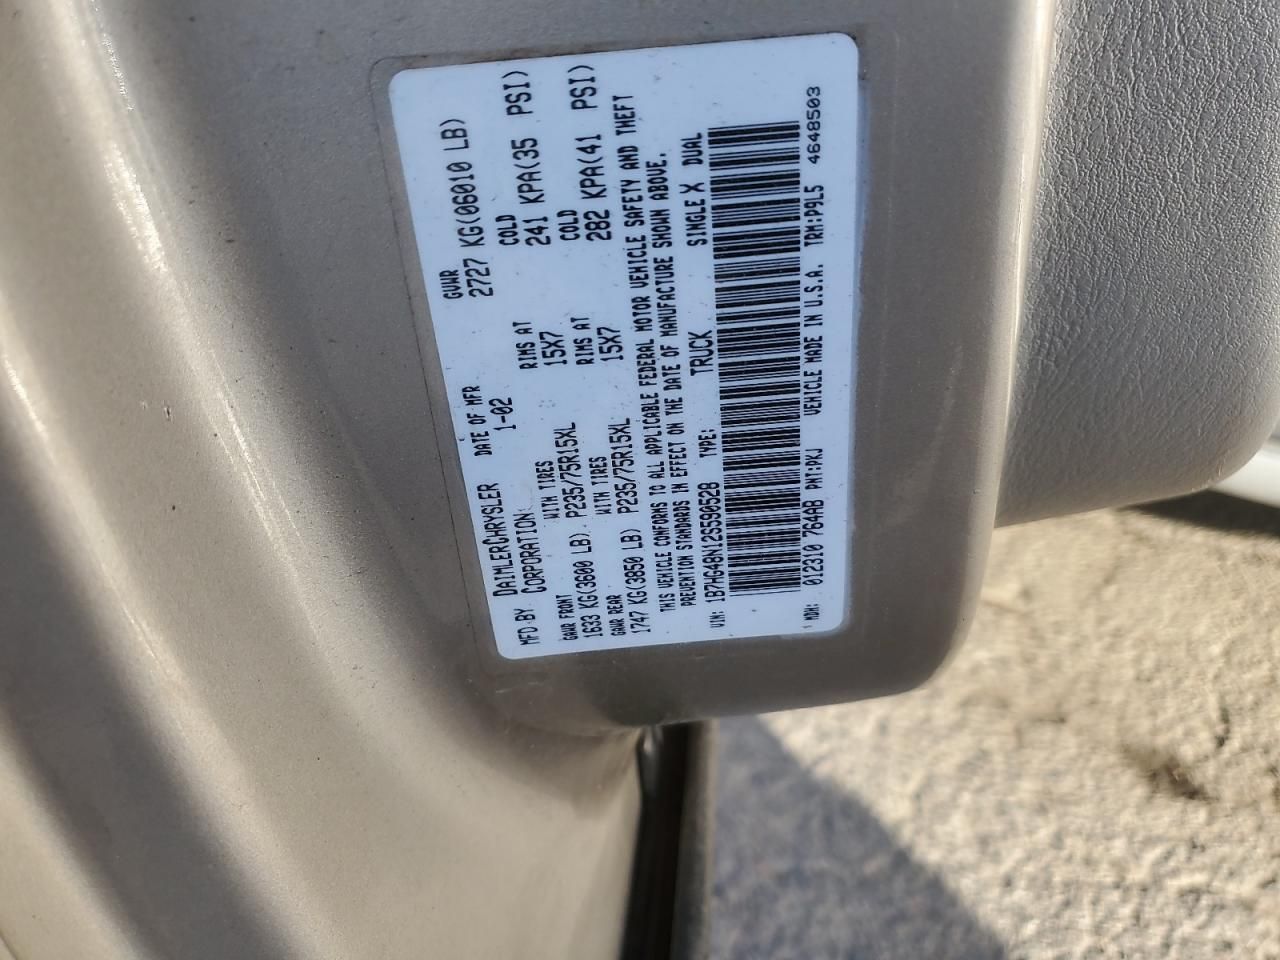 MFD BY: DAIMLERCHRYSLER CORPORATION DATE OF MFR 1-02 GVWR 2727 KG(06010 LB)
GAWR FRONT WITH TIRES RIMS AT COLD
1633 KG(3600 LB) P235/75R15XL 15X7 241 KPA(35 PSI)
GAWR REAR WITH TIRES RIMS AT COLD
1747 KG(3850 LB) P235/75R15XL 15X7 282 KPA(41 PSI)
THIS VEHICLE CONFORMS TO ALL APPLICABLE FEDERAL MOTOR VEHICLE SAFETY AND THEFT
PREVENTION STANDARDS IN EFFECT ON THE DATE OF MANUFACTURE SHOWN ABOVE.
VIN: 1B7HG48N12S590528 TYPE: TRUCK SINGLE X DUAL
MDH: 012310 764AB PNT:PKJ VEHICLE MADE IN U.S.A. TRM:P9L5 4648503